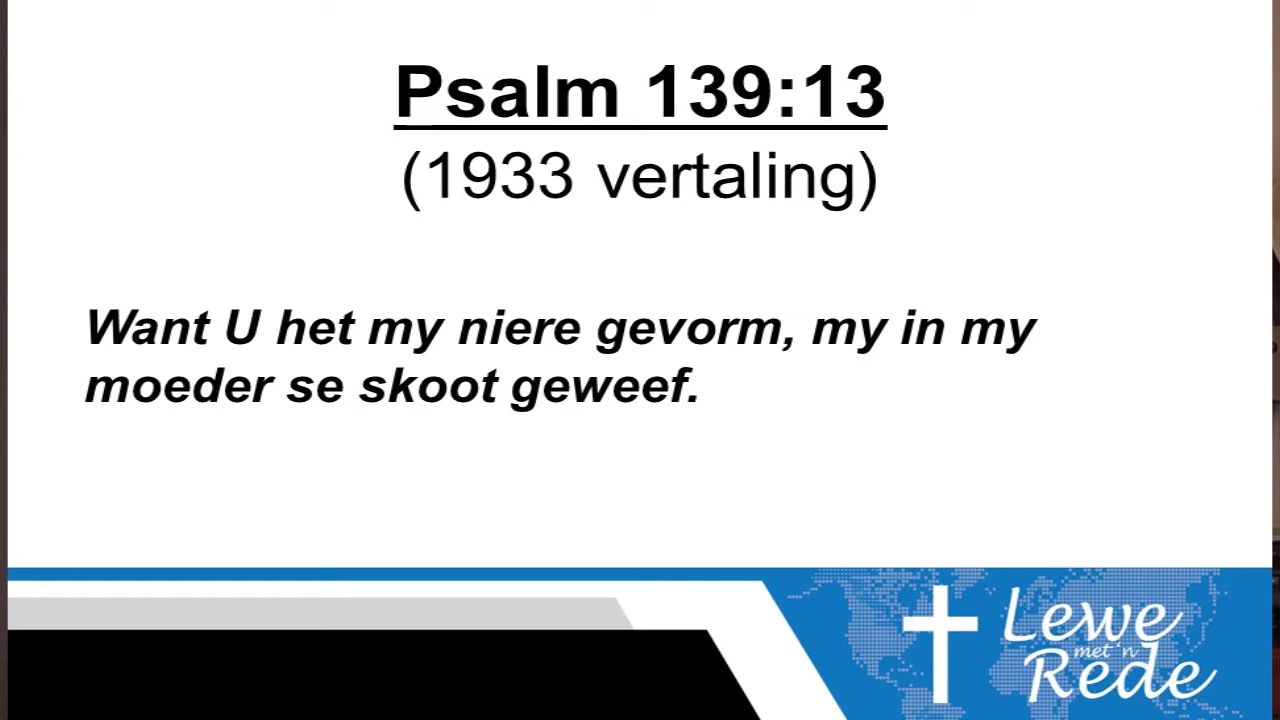 Psalm 139:13
(1933 vertaling)
Want U het my niere gevorm, my in my
moeder se skoot geweef.
Lewe
met 'n
Rede